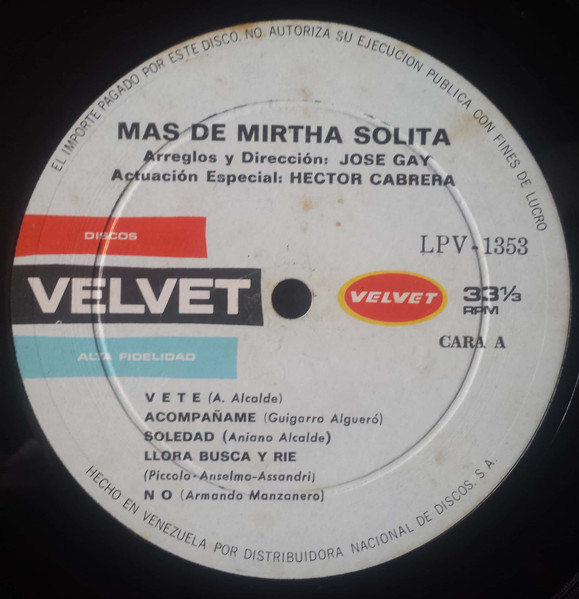 EL IMPORTE PAGADO POR ESTE DISCO, NO AUTORIZA SU EJECUCION PUBLICA CON FINES DE LUCRO
MAS DE MIRTHA SOLITA
Arreglos y Dirección: JOSE GAY
Actuación Especial: HECTOR CABRERA
DISCOS
LPV-1353
VELVET
VELVET
33⅓
RPM
ALTA FIDELIDAD
CARA A
VETE (A. Alcalde)
ACOMPAÑAME (Guigarro Algueró)
SOLEDAD (Aniano Alcalde)
LLORA BUSCA Y RIE
(Piccolo-Anselmo-Assandri)
NO (Armando Manzanero)
HECHO EN VENEZUELA POR DISTRIBUIDORA NACIONAL DE DISCOS, S.A.